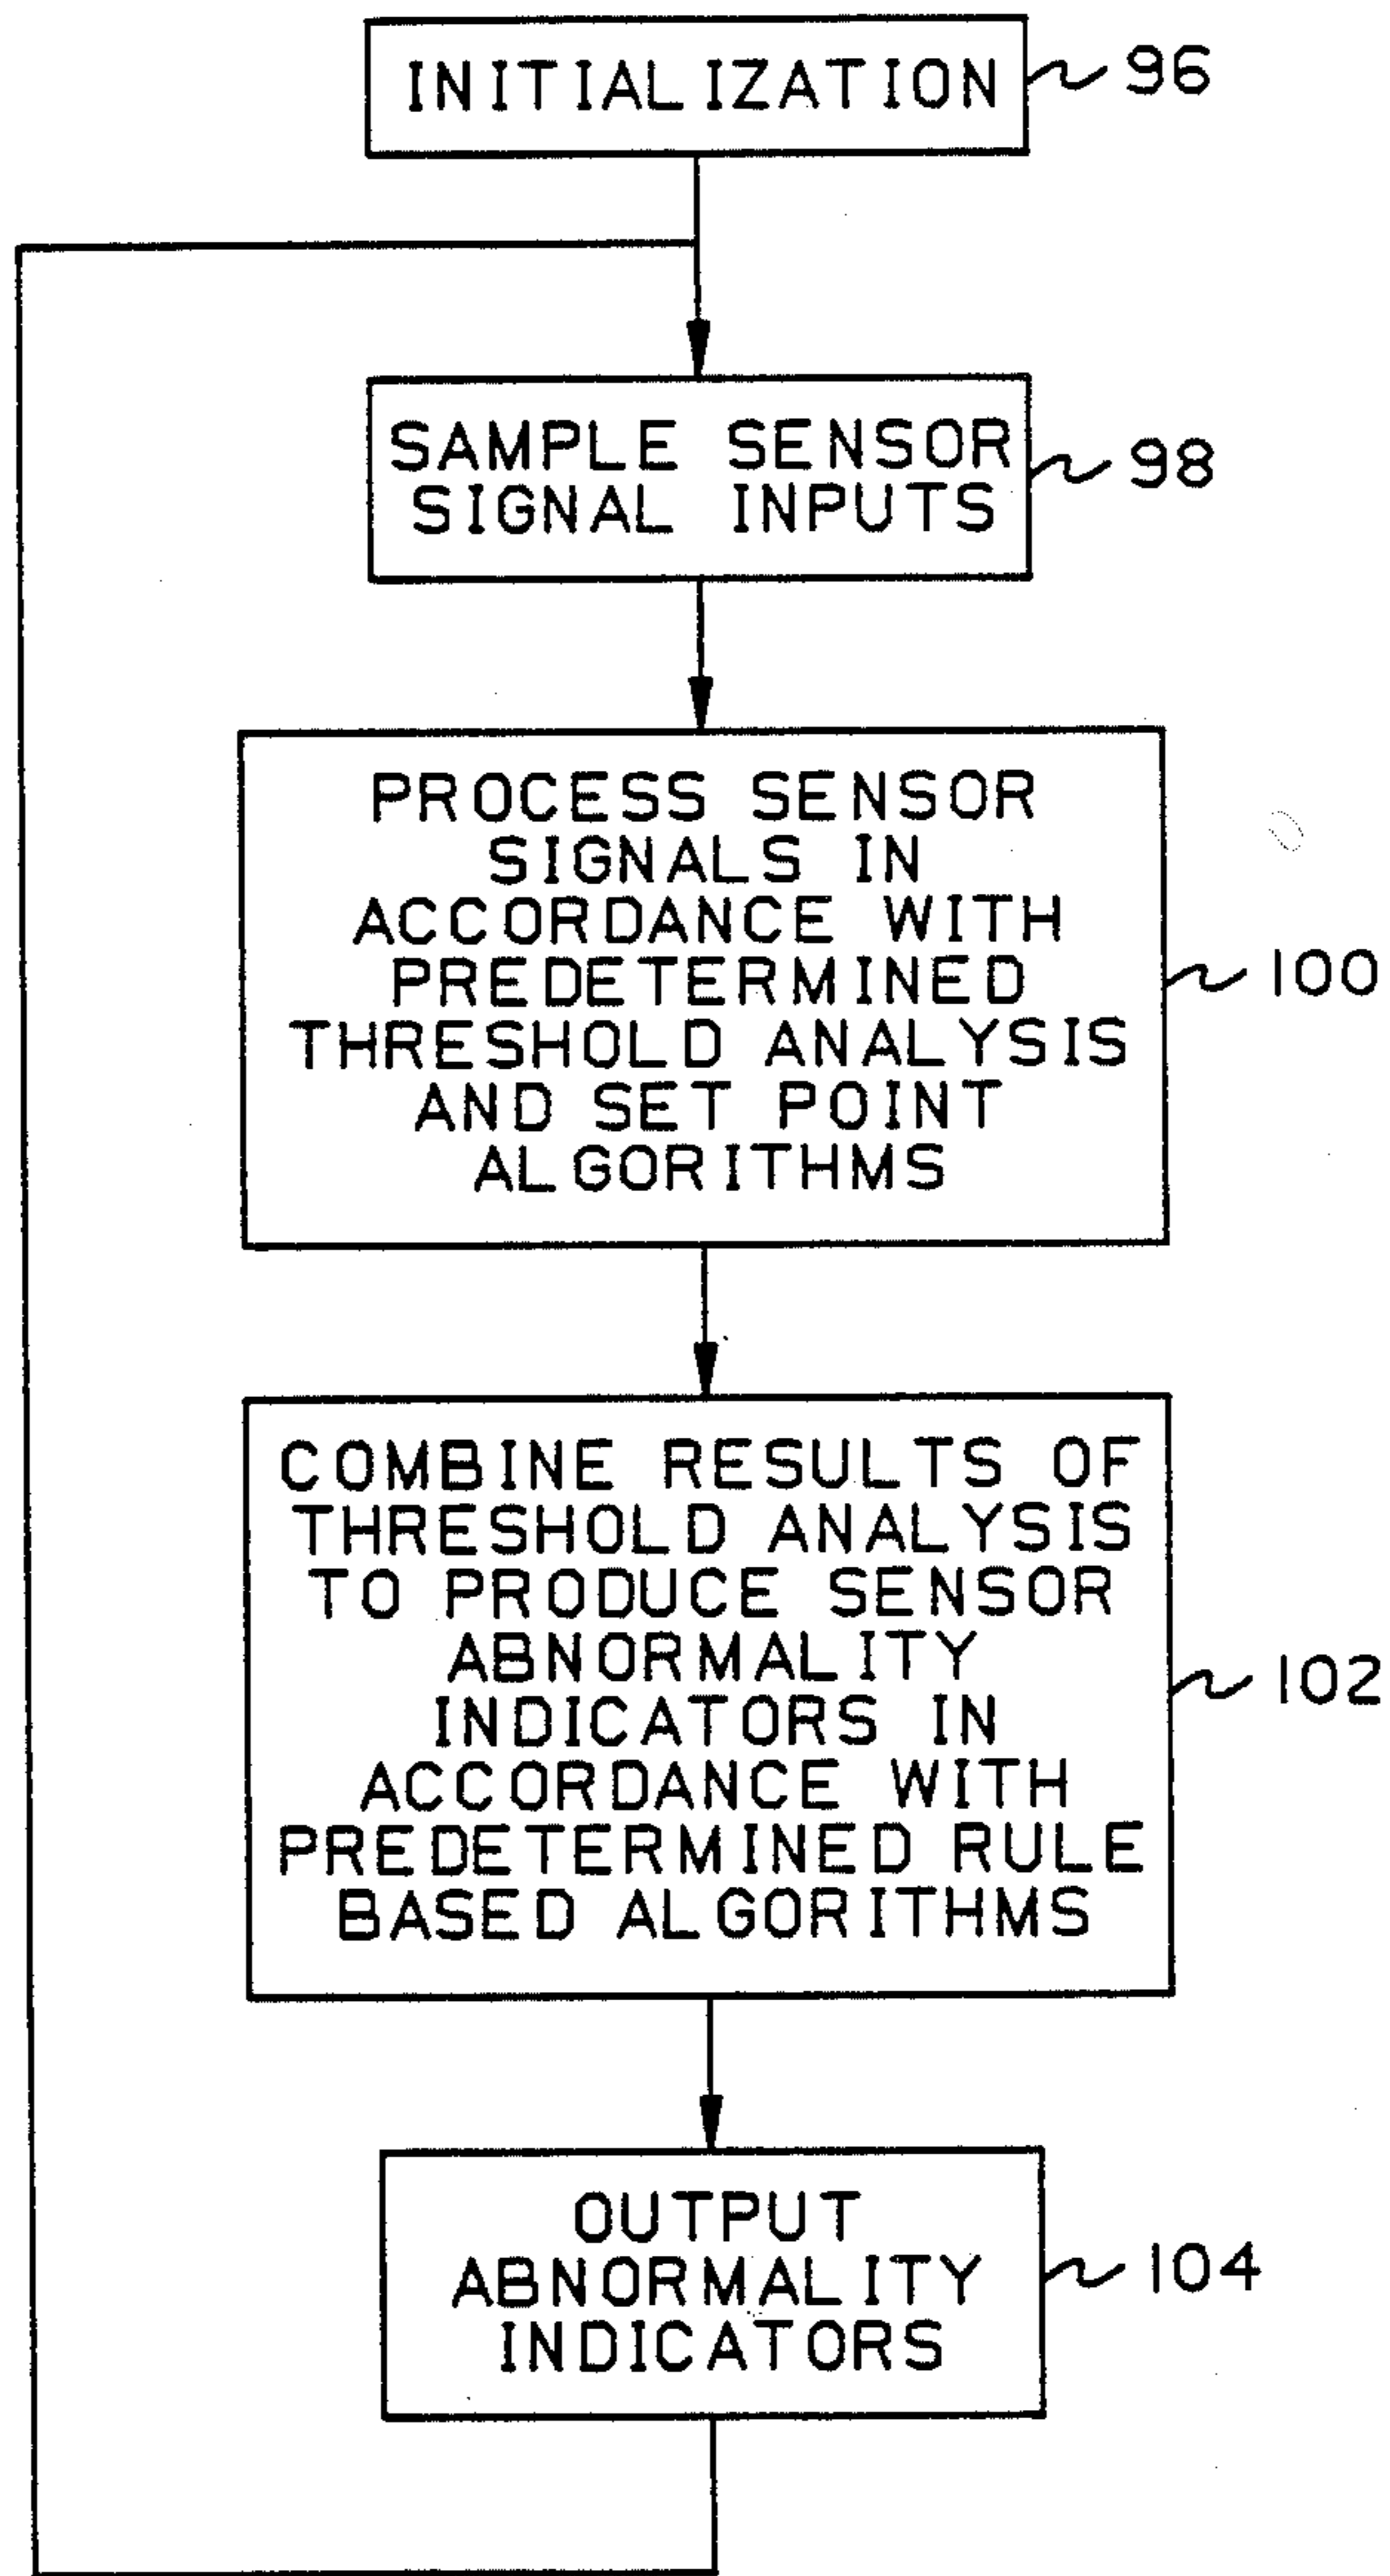 INITIALIZATION
96
SAMPLE SENSOR
SIGNAL INPUTS
98
PROCESS SENSOR
SIGNALS IN
ACCORDANCE WITH
PREDETERMINED
THRESHOLD ANALYSIS
AND SET POINT
ALGORITHMS
100
COMBINE RESULTS OF
THRESHOLD ANALYSIS
TO PRODUCE SENSOR
ABNORMALITY
INDICATORS IN
ACCORDANCE WITH
PREDETERMINED RULE
BASED ALGORITHMS
102
OUTPUT
ABNORMALITY
INDICATORS
104